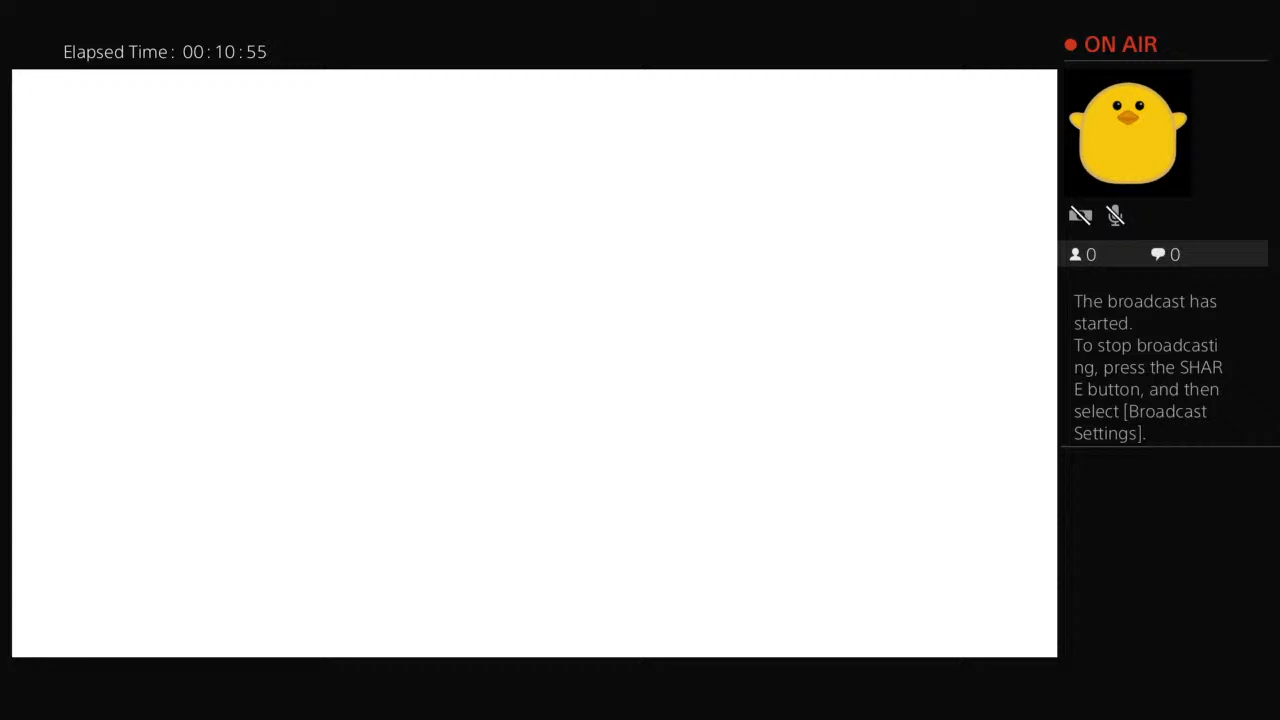 Elapsed Time: 00:10:55
ON AIR
0 0
The broadcast has
started.
To stop broadcasti
ng, press the SHAR
E button, and then
select [Broadcast
Settings].